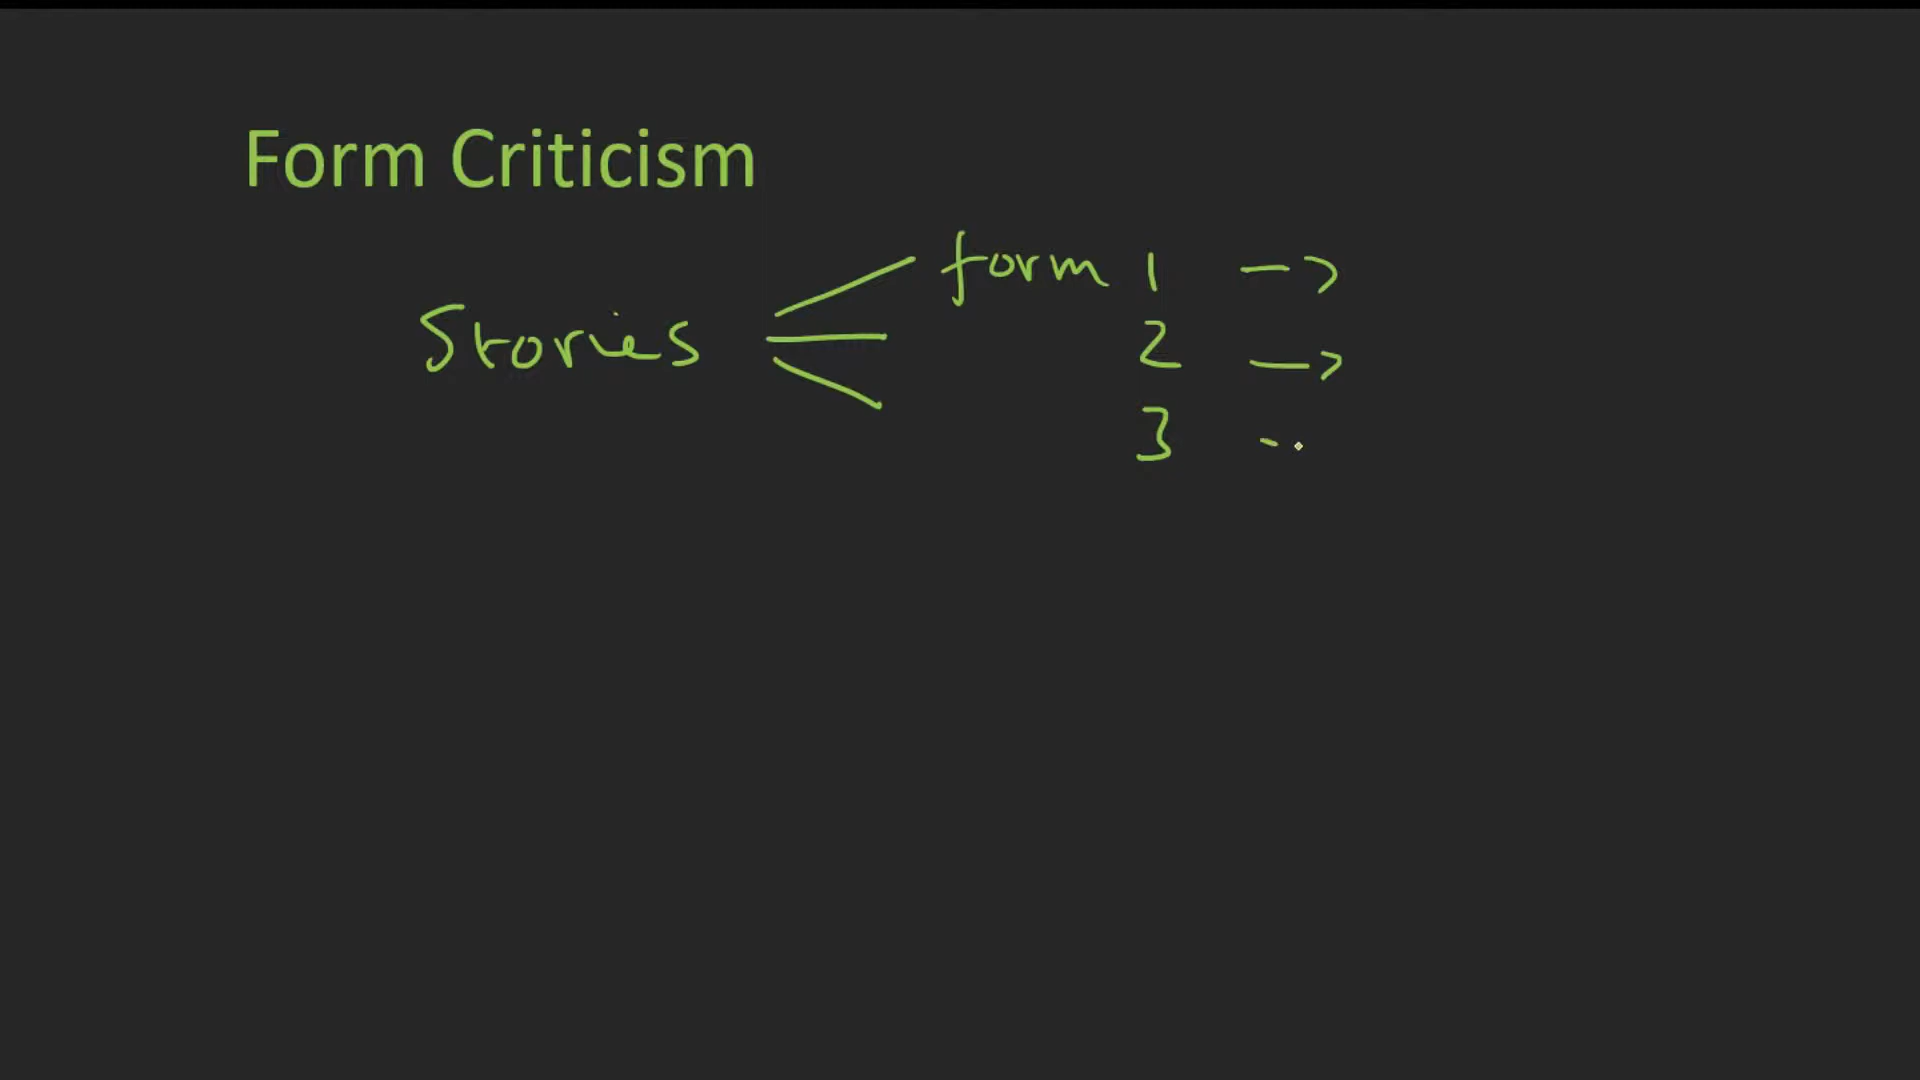 Form Criticism
form 1 ->
Stories 2 ->
3 -